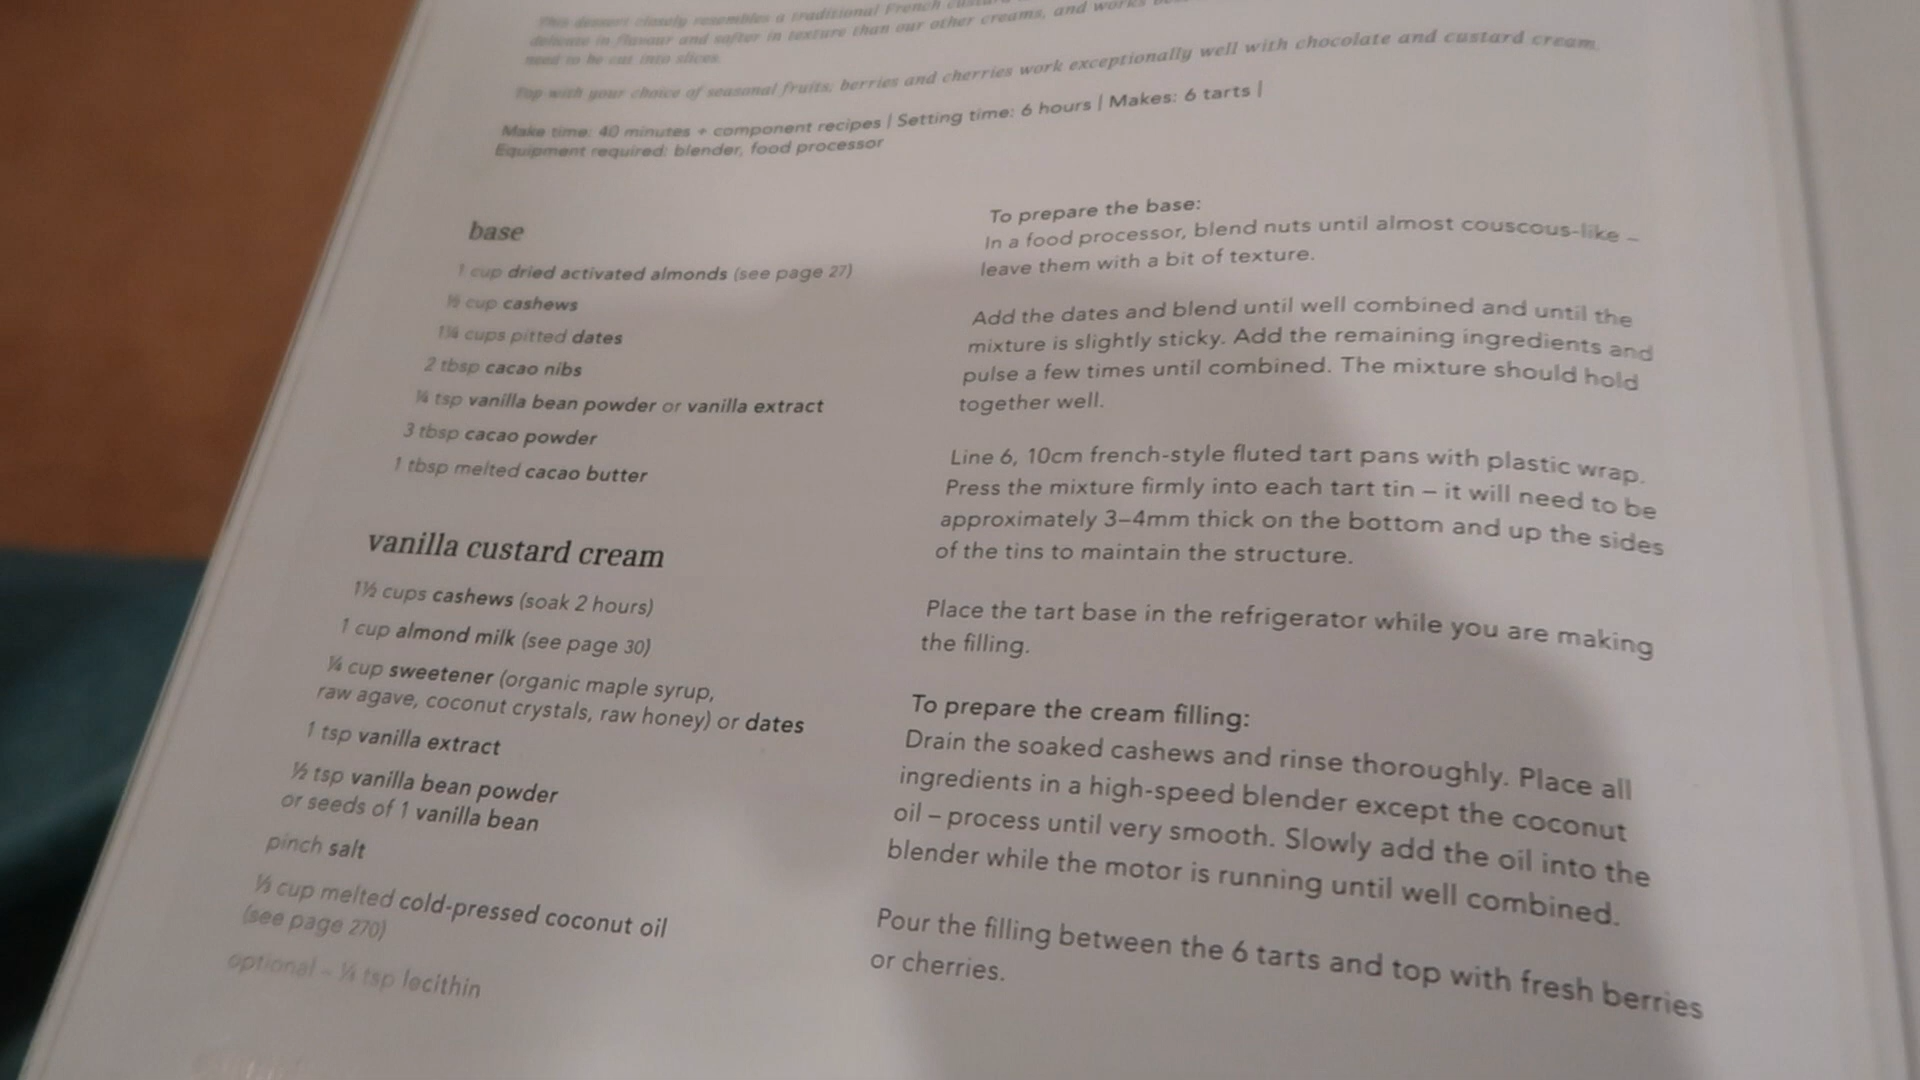 This dessert closely resembles a traditional French
delicate in flavour and softer in texture than our other creams, and works
need to be cut into slices.
Top with your choice of seasonal fruits; berries and cherries work exceptionally well with chocolate and custard cream.
Make time: 40 minutes + component recipes | Setting time: 6 hours | Makes: 6 tarts |
Equipment required: blender, food processor
base
1 cup dried activated almonds (see page 27)
cup cashews
1¼ cups pitted dates
2 tbsp cacao nibs
¼ tsp vanilla bean powder or vanilla extract
3 tbsp cacao powder
1 tbsp melted cacao butter
vanilla custard cream
1½ cups cashews (soak 2 hours)
1 cup almond milk (see page 30)
¼ cup sweetener (organic maple syrup,
raw agave, coconut crystals, raw honey) or dates
1 tsp vanilla extract
½ tsp vanilla bean powder
or seeds of 1 vanilla bean
pinch salt
⅓ cup melted cold-pressed coconut oil
(see page 270)
optional – ¼ tsp lecithin
To prepare the base:
In a food processor, blend nuts until almost couscous-like –
leave them with a bit of texture.
Add the dates and blend until well combined and until the
mixture is slightly sticky. Add the remaining ingredients and
pulse a few times until combined. The mixture should hold
together well.
Line 6, 10cm french-style fluted tart pans with plastic wrap.
Press the mixture firmly into each tart tin – it will need to be
approximately 3–4mm thick on the bottom and up the sides
of the tins to maintain the structure.
Place the tart base in the refrigerator while you are making
the filling.
To prepare the cream filling:
Drain the soaked cashews and rinse thoroughly. Place all
ingredients in a high-speed blender except the coconut
oil – process until very smooth. Slowly add the oil into the
blender while the motor is running until well combined.
Pour the filling between the 6 tarts and top with fresh berries
or cherries.